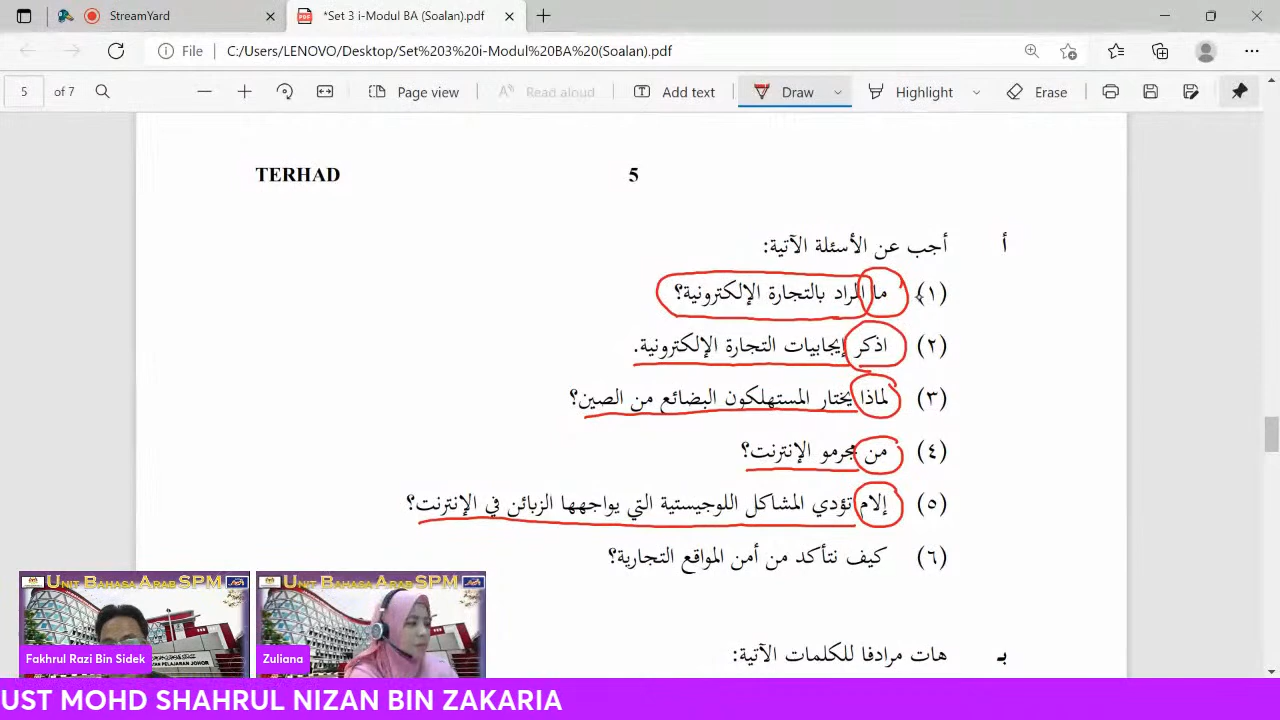 StreamYard
*Set 3 i-Modul BA (Soalan).pdf
File C:/Users/LENOVO/Desktop/Set%203%20i-Modul%20BA%20(Soalan).pdf
5 of 7 Page view Read aloud Add text Draw Highlight Erase
TERHAD 5
أ أجب عن الأسئلة الآتية:
(١) ما المراد بالتجارة الإلكترونية؟
(٢) اذكر إيجابيات التجارة الإلكترونية.
(٣) لماذا يختار المستهلكون البضائع من الصين؟
(٤) من مجرمو الإنترنت؟
(٥) إلام تؤدي المشاكل اللوجيستية التي يواجهها الزبائن في الإنترنت؟
(٦) كيف نتأكد من أمن المواقع التجارية؟
بـ هات مرادفا للكلمات الآتية:
UNIT BAHASA ARAB SPM
UNIT BAHASA ARAB SPM
Fakhrul Razi Bin Sidek
Zuliana
UST MOHD SHAHRUL NIZAN BIN ZAKARIA